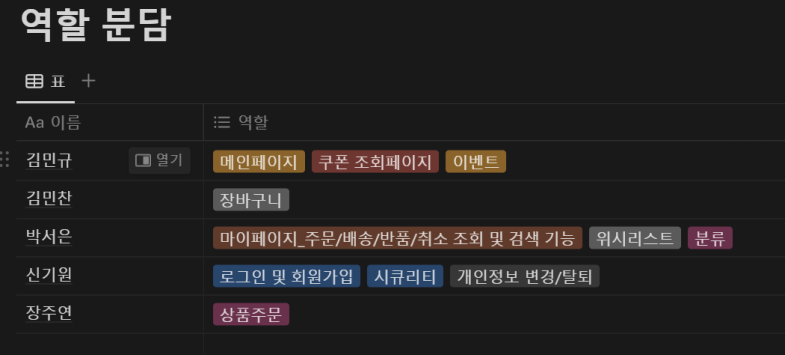 역할 분담
표
Aa 이름 역할
김민규 열기 메인페이지 쿠폰 조회페이지 이벤트
김민찬 장바구니
박서은 마이페이지_주문/배송/반품/취소 조회 및 검색 기능 위시리스트 분류
신기원 로그인 및 회원가입 시큐리티 개인정보 변경/탈퇴
장주연 상품주문